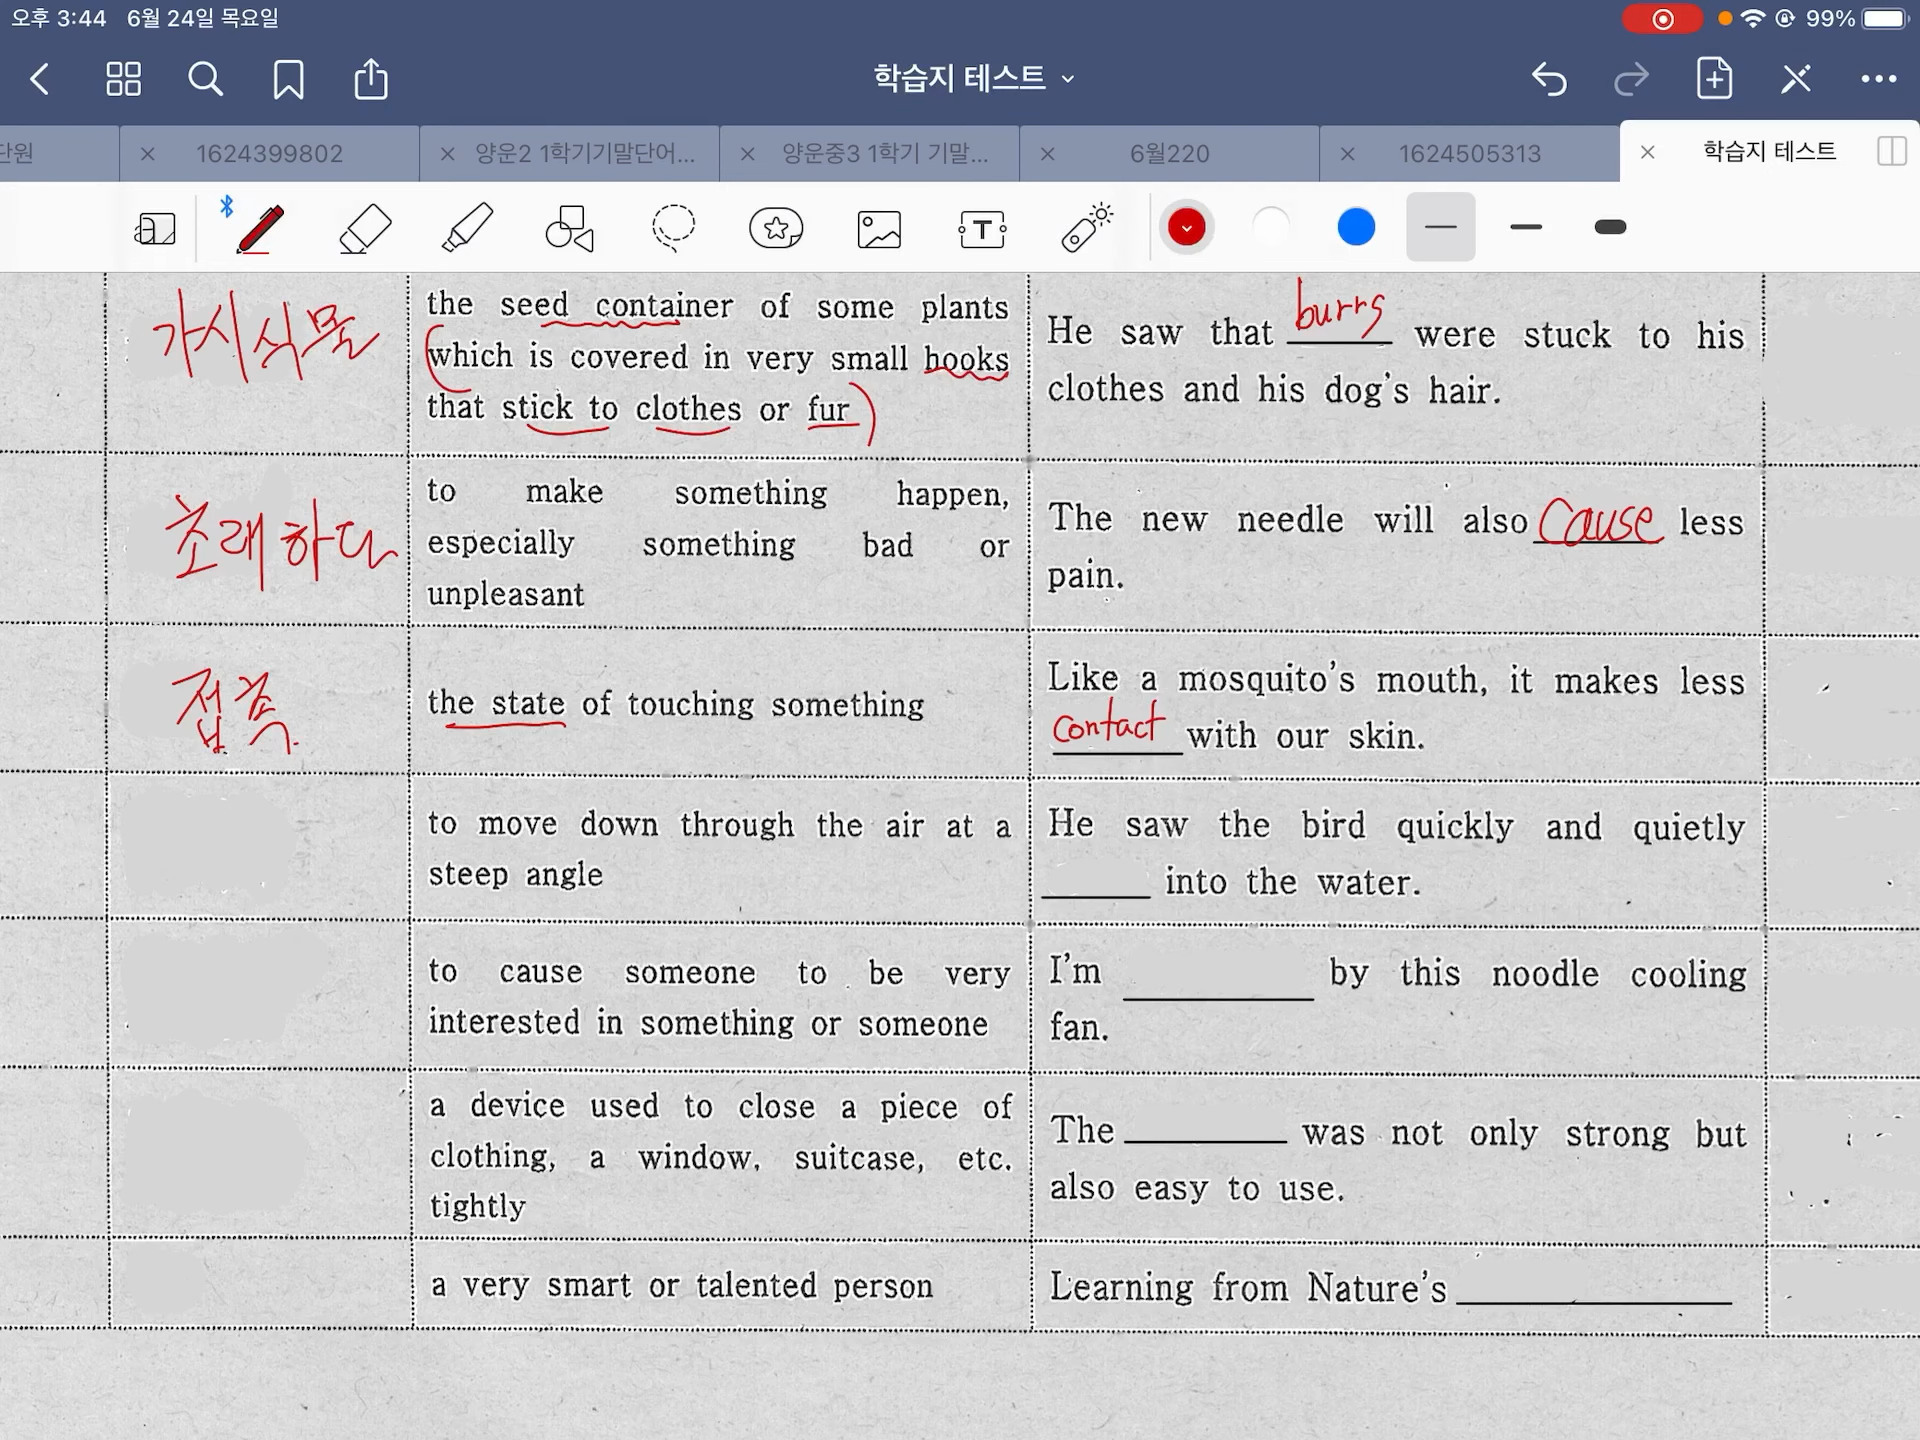 오후 3:44 6월 24일 목요일
99%
학습지 테스트
단원
1624399802
양운2 1학기기말단어...
양운중3 1학기 기말...
6월220
1624505313
학습지 테스트
가시식물
the seed container of some plants
which is covered in very small hooks
that stick to clothes or fur
He saw that burrs were stuck to his
clothes and his dog's hair.
초래하다
to make something happen,
especially something bad or
unpleasant
The new needle will also cause less
pain.
접촉
the state of touching something
Like a mosquito's mouth, it makes less
contact with our skin.
to move down through the air at a
steep angle
He saw the bird quickly and quietly
_____ into the water.
to cause someone to be very
interested in something or someone
I'm _____ by this noodle cooling
fan.
a device used to close a piece of
clothing, a window, suitcase, etc.
tightly
The _____ was not only strong but
also easy to use.
a very smart or talented person
Learning from Nature's _____